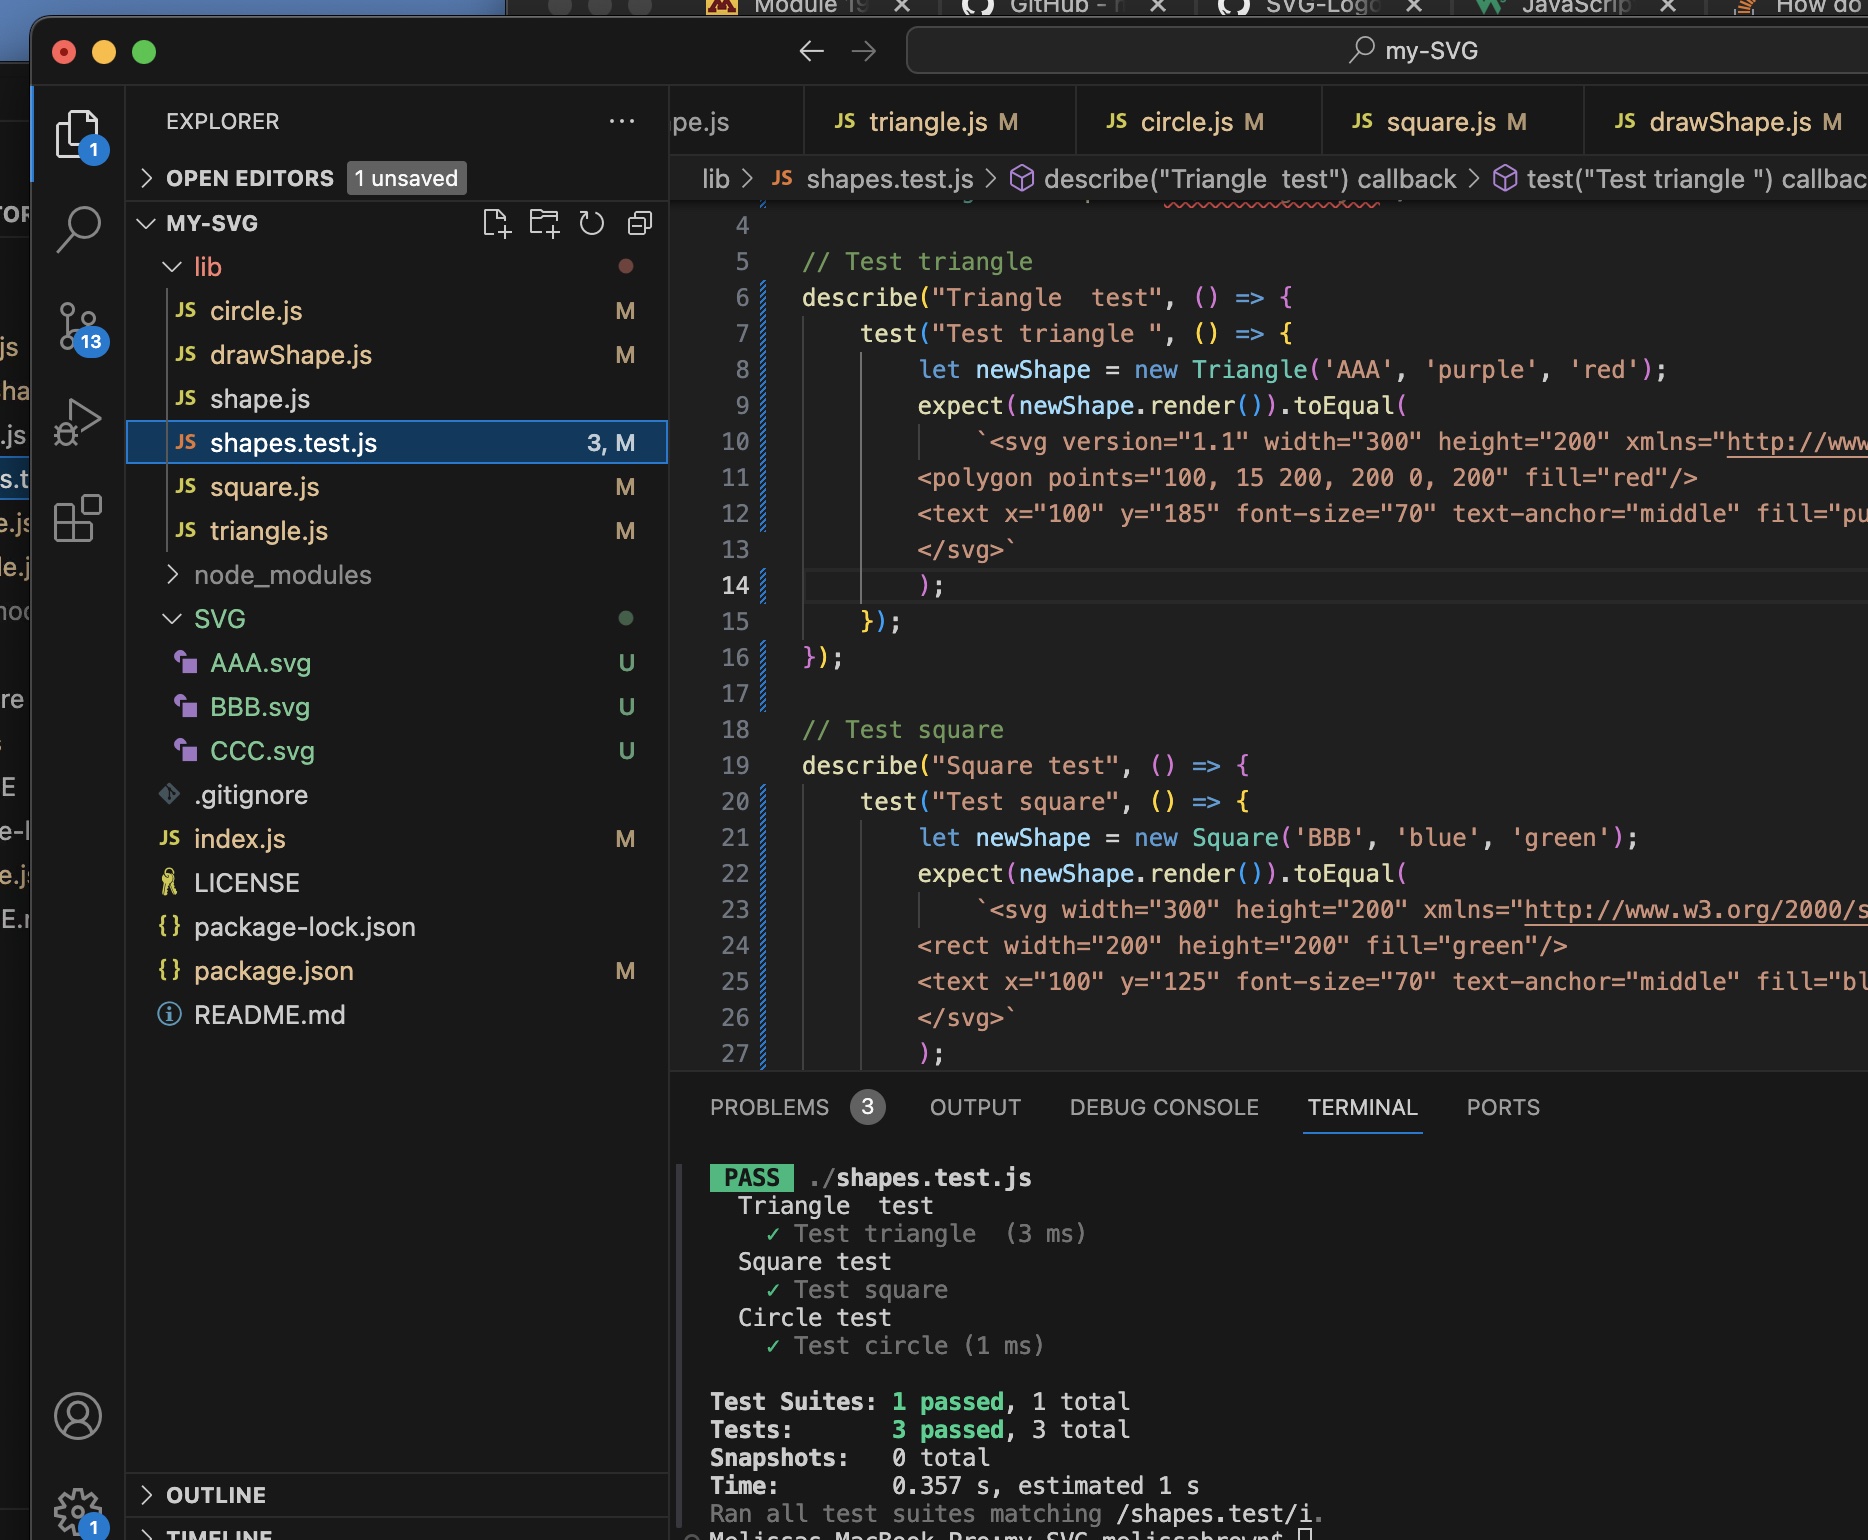 Module 19
GitHub -
SVG-Logo
JavaScrip
How do
my-SVG
EXPLORER
1
pe.js
JS triangle.js M
JS circle.js M
JS square.js M
JS drawShape.js M
OPEN EDITORS 1 unsaved
lib > JS shapes.test.js > describe("Triangle  test") callback > test("Test triangle ") callbac
MY-SVG
lib
JS circle.js M
JS drawShape.js M
JS shape.js
JS shapes.test.js 3, M
JS square.js M
JS triangle.js M
node_modules
SVG
AAA.svg U
BBB.svg U
CCC.svg U
.gitignore
JS index.js M
LICENSE
{} package-lock.json
{} package.json M
README.md
13
OUTLINE
TIMELINE
1
4
5 // Test triangle
6 describe("Triangle  test", () => {
7 test("Test triangle ", () => {
8 let newShape = new Triangle('AAA', 'purple', 'red');
9 expect(newShape.render()).toEqual(
10 `<svg version="1.1" width="300" height="200" xmlns="http://www
11 <polygon points="100, 15 200, 200 0, 200" fill="red"/>
12 <text x="100" y="185" font-size="70" text-anchor="middle" fill="pu
13 </svg>`
14 );
15 });
16 });
17
18 // Test square
19 describe("Square test", () => {
20 test("Test square", () => {
21 let newShape = new Square('BBB', 'blue', 'green');
22 expect(newShape.render()).toEqual(
23 `<svg width="300" height="200" xmlns="http://www.w3.org/2000/s
24 <rect width="200" height="200" fill="green"/>
25 <text x="100" y="125" font-size="70" text-anchor="middle" fill="bl
26 </svg>`
27 );
PROBLEMS 3 OUTPUT DEBUG CONSOLE TERMINAL PORTS
PASS ./shapes.test.js
Triangle  test
✓ Test triangle  (3 ms)
Square test
✓ Test square
Circle test
✓ Test circle (1 ms)
Test Suites: 1 passed, 1 total
Tests: 3 passed, 3 total
Snapshots: 0 total
Time: 0.357 s, estimated 1 s
Ran all test suites matching /shapes.test/i.
Melissas-MacBook-Pro:my-SVG melissabrown$